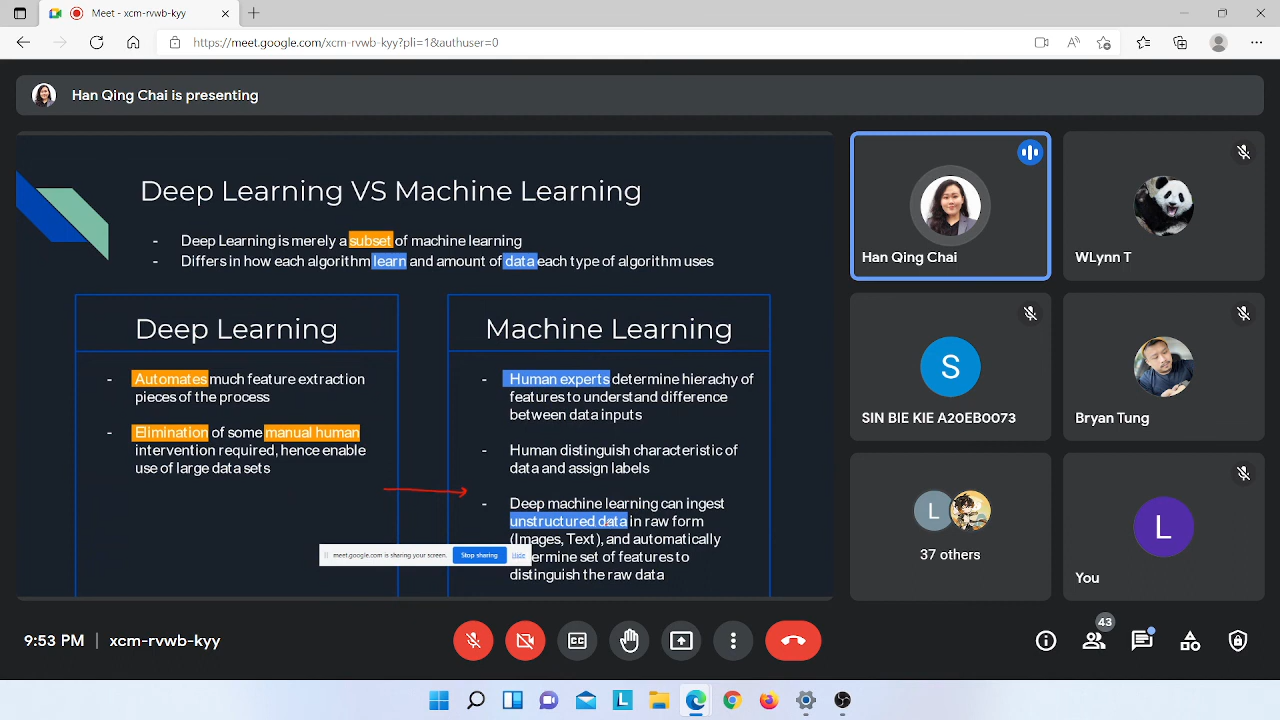 Meet - xcm-rvwb-kyy
https://meet.google.com/xcm-rvwb-kyy?pli=1&authuser=0
Han Qing Chai is presenting
Deep Learning VS Machine Learning
- Deep Learning is merely a subset of machine learning
- Differs in how each algorithm learn and amount of data each type of algorithm uses
Deep Learning
- Automates much feature extraction
pieces of the process
- Elimination of some manual human
intervention required, hence enable
use of large data sets
Machine Learning
- Human experts determine hierachy of
features to understand difference
between data inputs
- Human distinguish characteristic of
data and assign labels
- Deep machine learning can ingest
unstructured data in raw form
(Images, Text), and automatically
ermine set of features to
distinguish the raw data
meet.google.com is sharing your screen.
Stop sharing
Hide
Han Qing Chai
WLynn T
S
SIN BIE KIE A20EB0073
Bryan Tung
L
37 others
L
You
9:53 PM | xcm-rvwb-kyy
CC
43